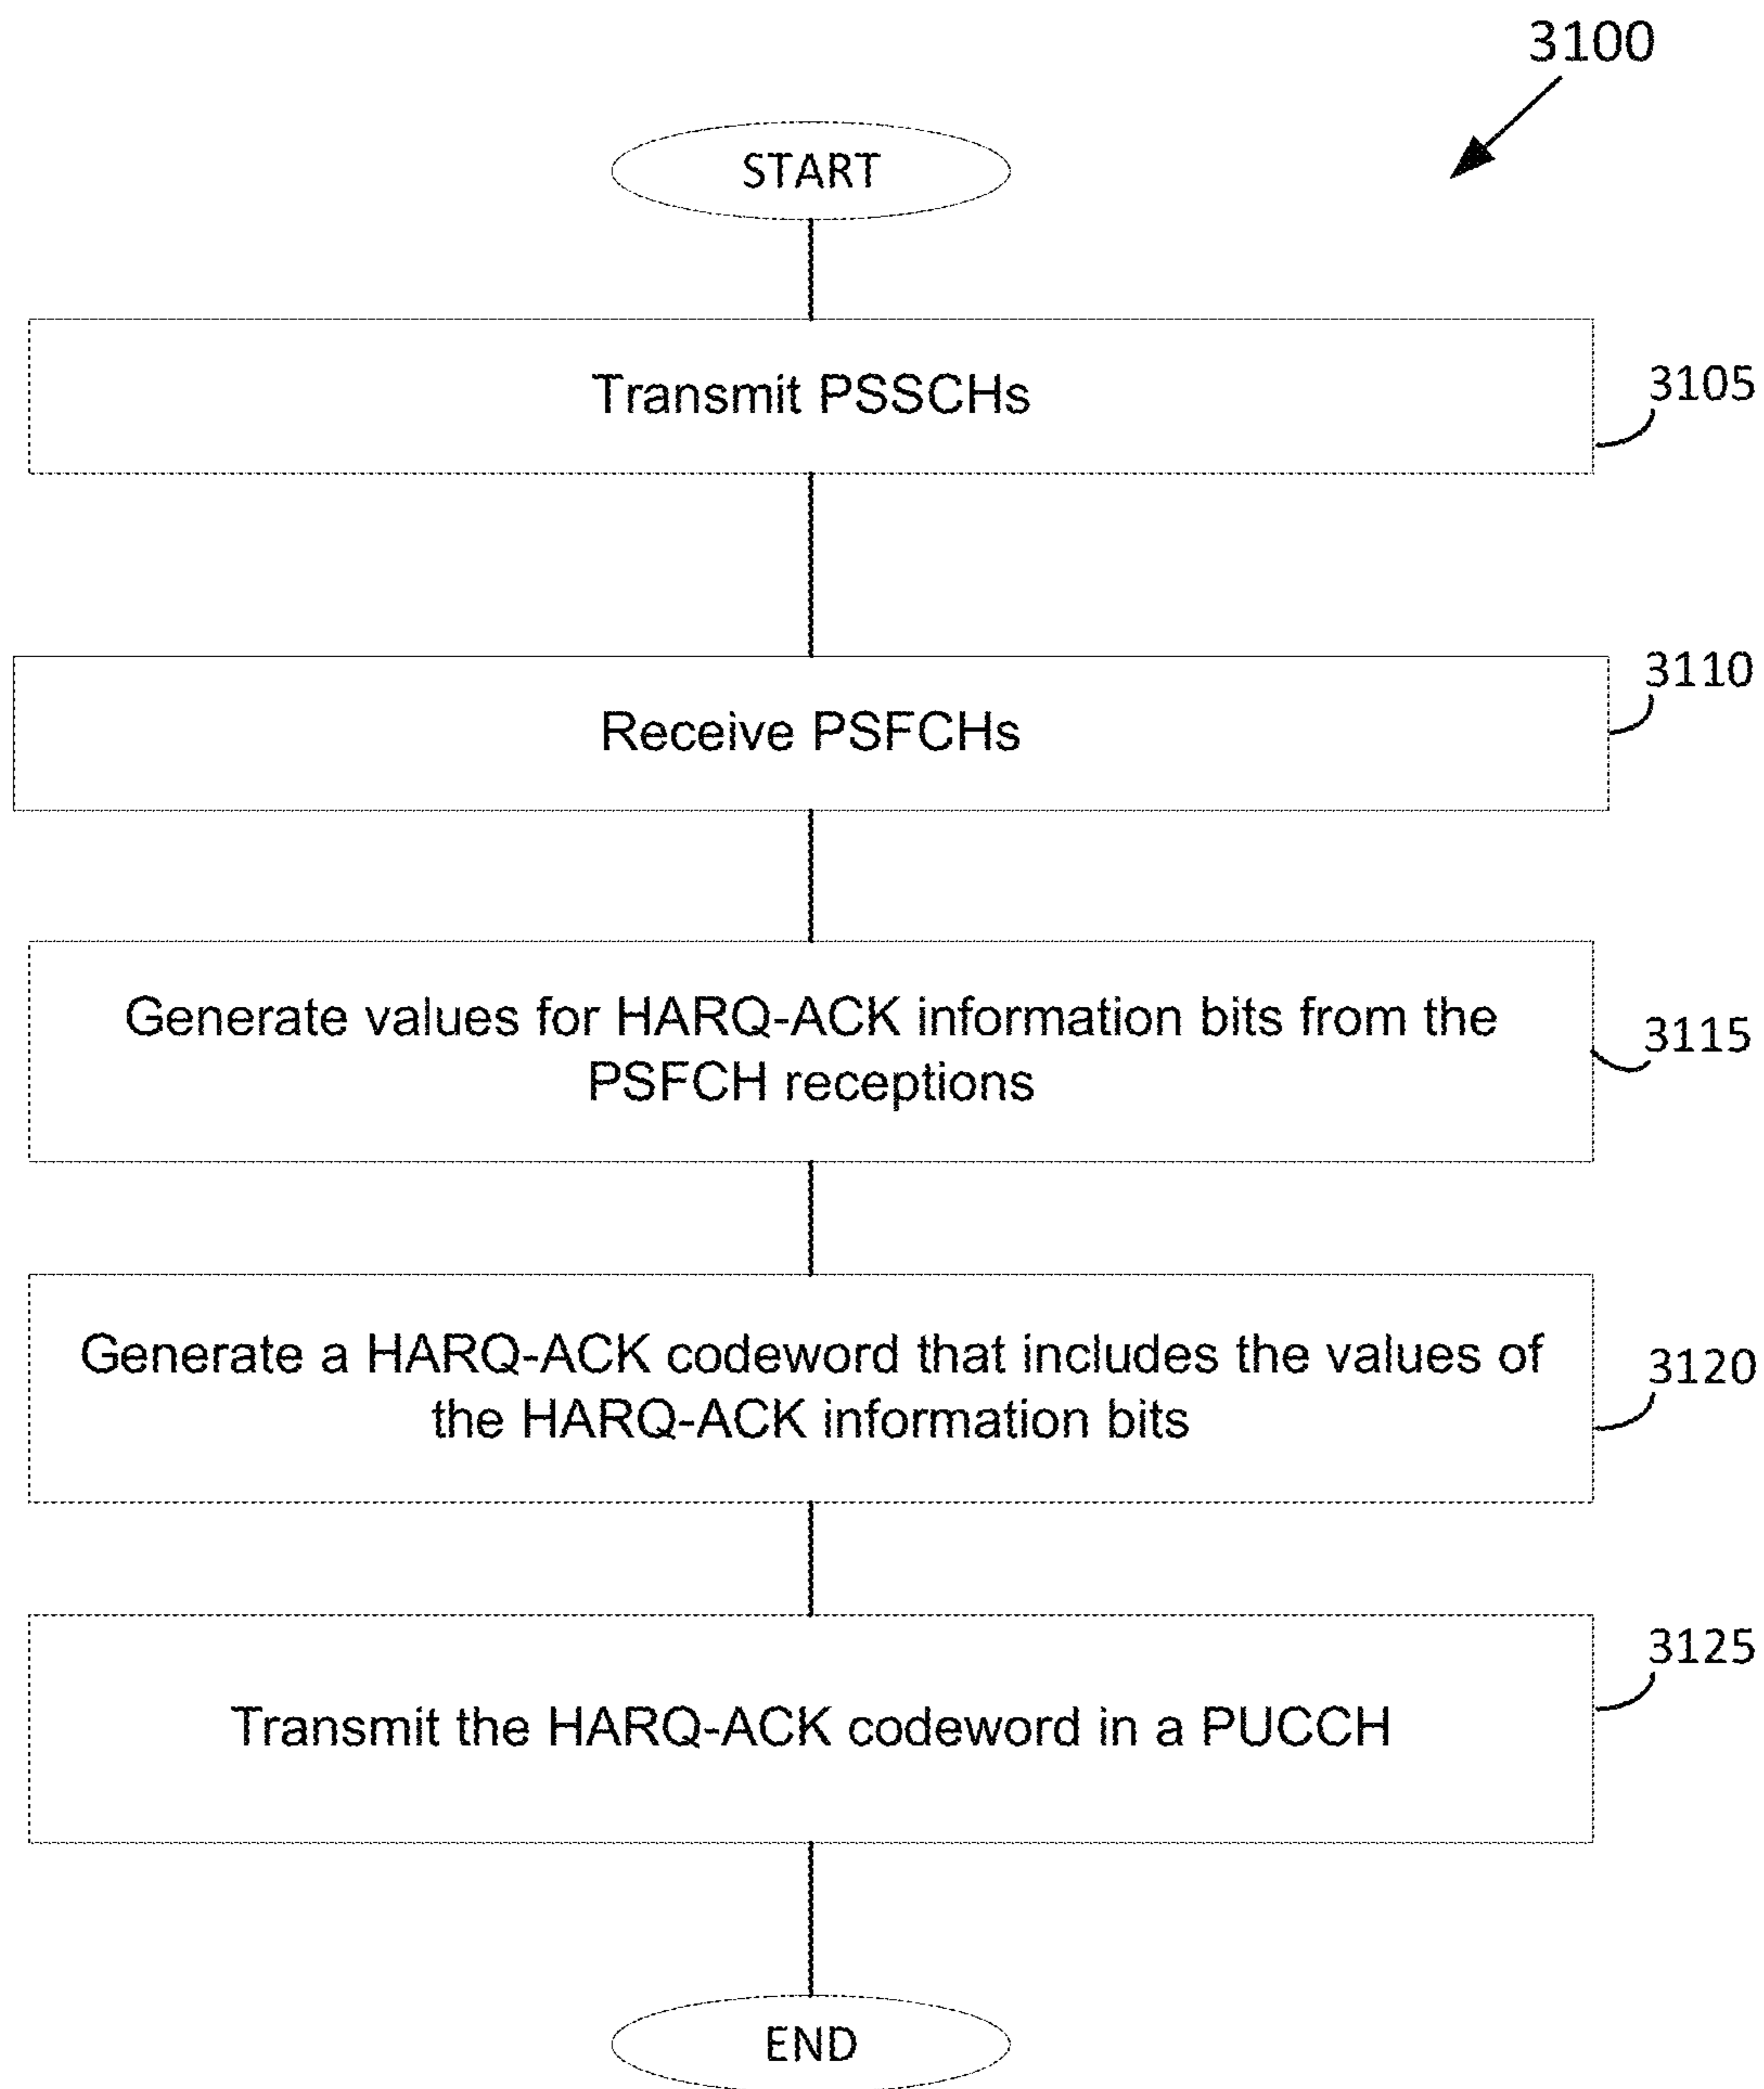 3100
START
Transmit PSSCHs
3105
Receive PSFCHs
3110
Generate values for HARQ-ACK information bits from the
PSFCH receptions
3115
Generate a HARQ-ACK codeword that includes the values of
the HARQ-ACK information bits
3120
Transmit the HARQ-ACK codeword in a PUCCH
3125
END